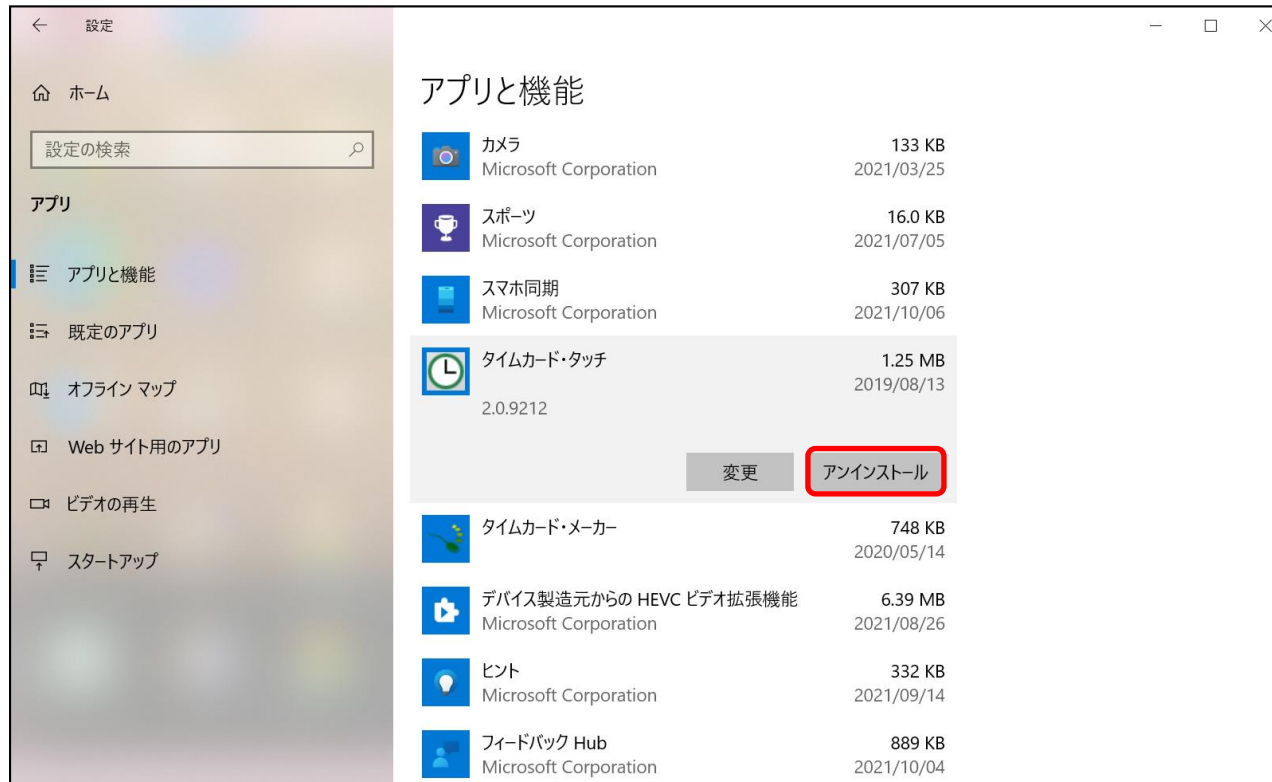 設定
ホーム
設定の検索
アプリ
アプリと機能
既定のアプリ
オフライン マップ
Web サイト用のアプリ
ビデオの再生
スタートアップ
アプリと機能
カメラ 133 KB
Microsoft Corporation 2021/03/25
スポーツ 16.0 KB
Microsoft Corporation 2021/07/05
スマホ同期 307 KB
Microsoft Corporation 2021/10/06
タイムカード・タッチ 1.25 MB
2019/08/13
2.0.9212
変更 アンインストール
タイムカード・メーカー 748 KB
2020/05/14
デバイス製造元からの HEVC ビデオ拡張機能 6.39 MB
Microsoft Corporation 2021/08/26
ヒント 332 KB
Microsoft Corporation 2021/09/14
フィードバック Hub 889 KB
Microsoft Corporation 2021/10/04